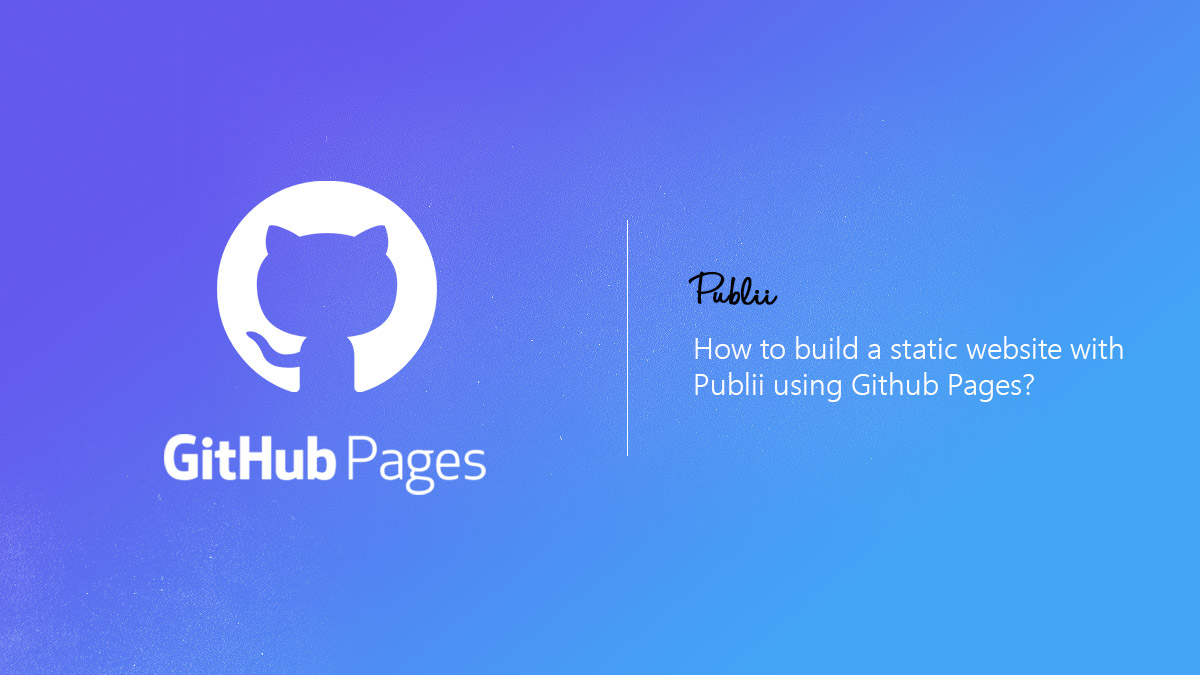 GitHub Pages
Publii
How to build a static website with
Publii using Github Pages?